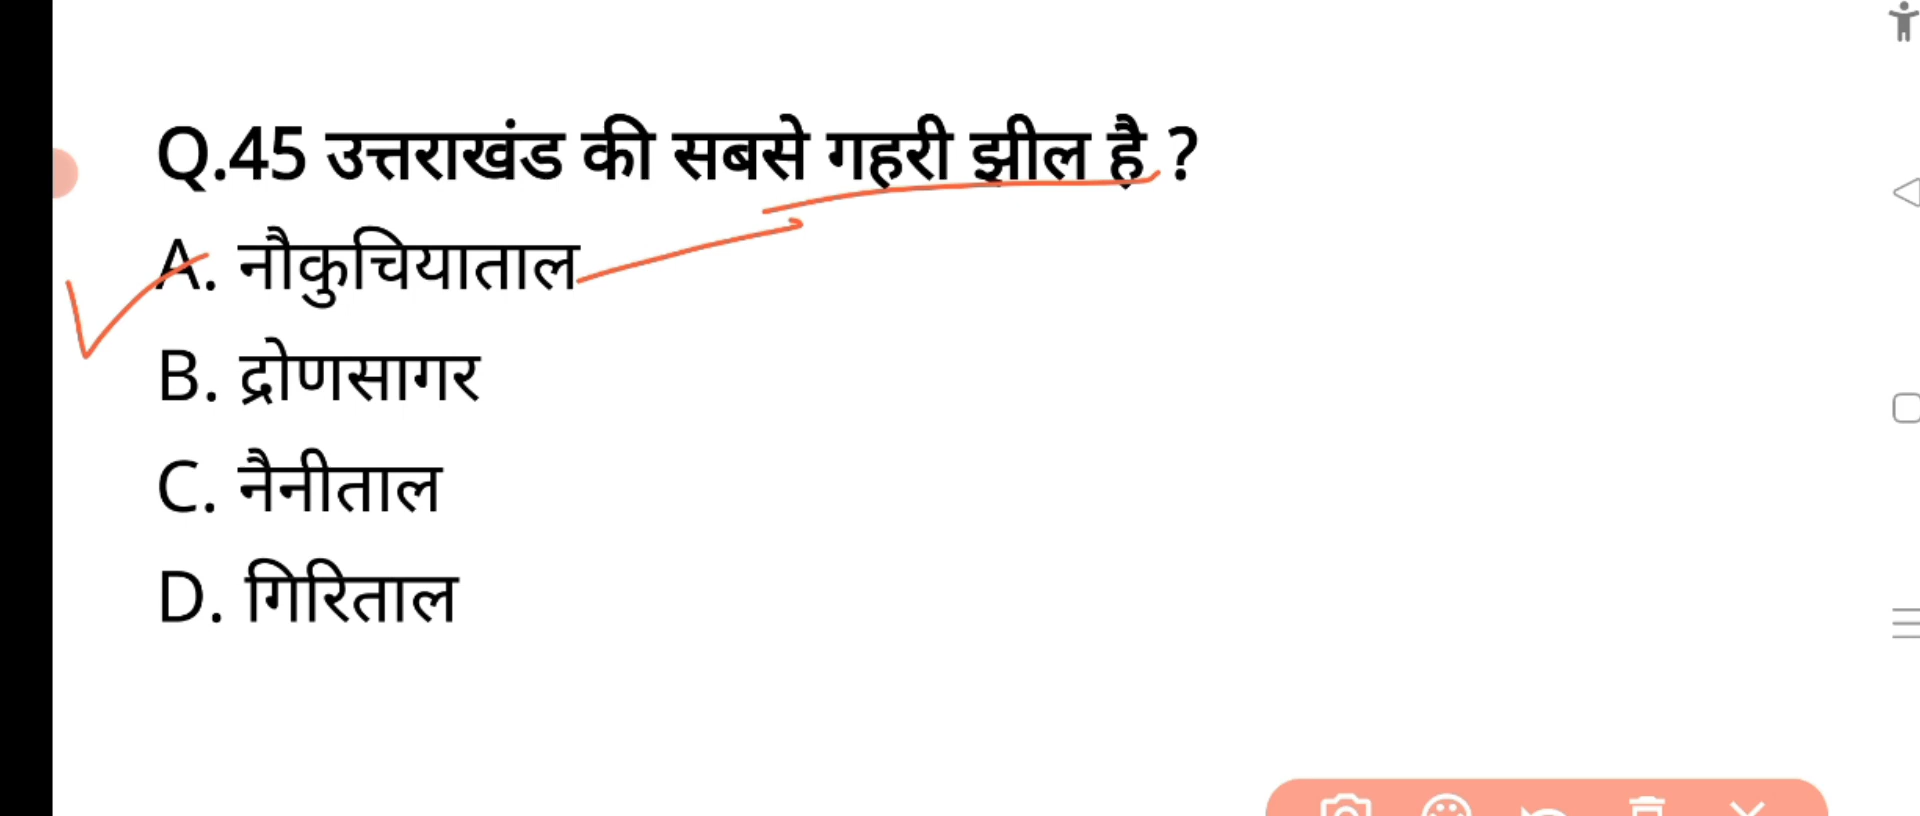 Q.45 उत्तराखंड की सबसे गहरी झील है ?
A. नौकुचियाताल
B. द्रोणसागर
C. नैनीताल
D. गिरिताल